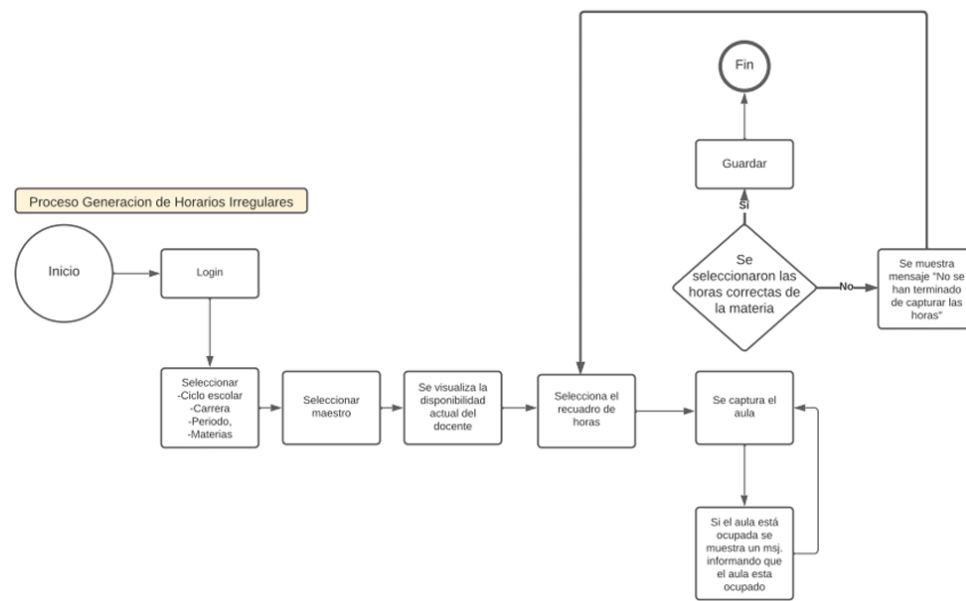 Proceso Generacion de Horarios Irregulares
Inicio
Login
Seleccionar
-Ciclo escolar
-Carrera
-Periodo,
-Materias
Seleccionar
maestro
Se visualiza la
disponibilidad
actual del
docente
Selecciona el
recuadro de
horas
Se captura el
aula
Si el aula está
ocupada se
muestra un msj.
informando que
el aula esta
ocupado
Se
seleccionaron las
horas correctas de
la materia
No
Se muestra
mensaje "No se
han terminado
de capturar las
horas"
Si
Guardar
Fin